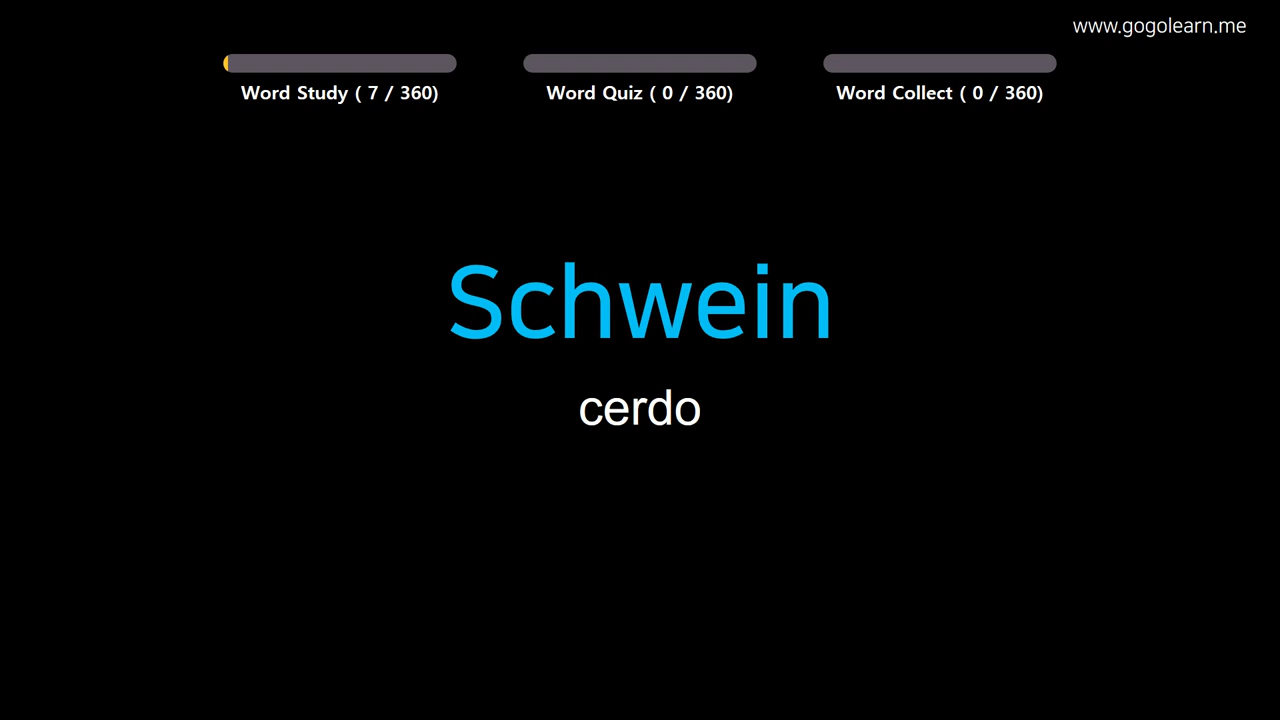 www.gogolearn.me
Word Study ( 7 / 360)
Word Quiz ( 0 / 360)
Word Collect ( 0 / 360)
Schwein
cerdo